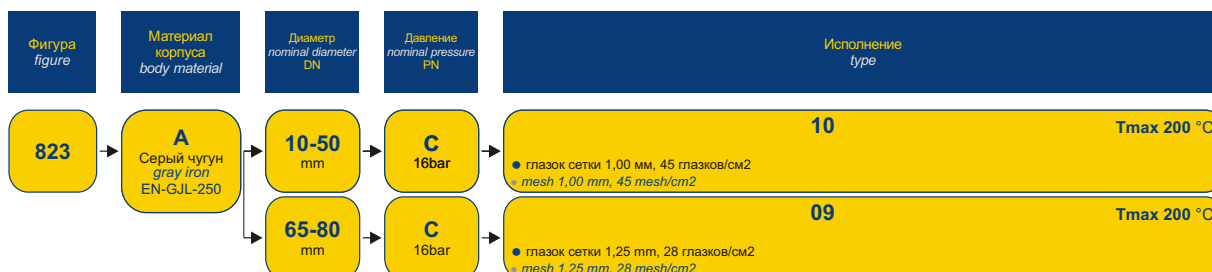 Фигура
figure
Материал
корпуса
body material
Диаметр
nominal diameter
DN
Давление
nominal pressure
PN
Исполнение
type
823
A
Серый чугун
gray iron
EN-GJL-250
10-50
mm
C
16bar
10
Tmax 200 °C
• глазок сетки 1,00 мм, 45 глазков/см2
• mesh 1,00 mm, 45 mesh/cm2
65-80
mm
C
16bar
09
Tmax 200 °C
• глазок сетки 1,25 mm, 28 глазков/см2
• mesh 1,25 mm, 28 mesh/cm2